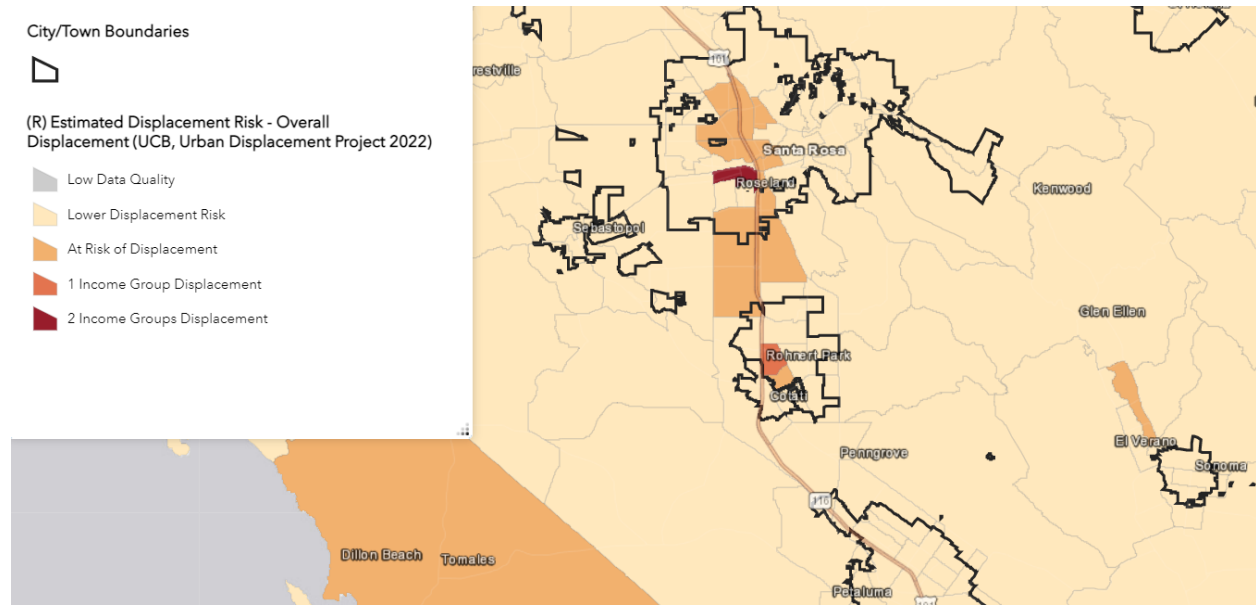 City/Town Boundaries
(R) Estimated Displacement Risk - Overall
Displacement (UCB, Urban Displacement Project 2022)
Low Data Quality
Lower Displacement Risk
At Risk of Displacement
1 Income Group Displacement
2 Income Groups Displacement
101
restville
Santa Rosa
Roseland
Kenwood
Sebastopol
Glen Ellen
Rohnert Park
Cotati
El Verano
Penngrove
Sonoma
116
Dillon Beach
Tomales
Petaluma
101